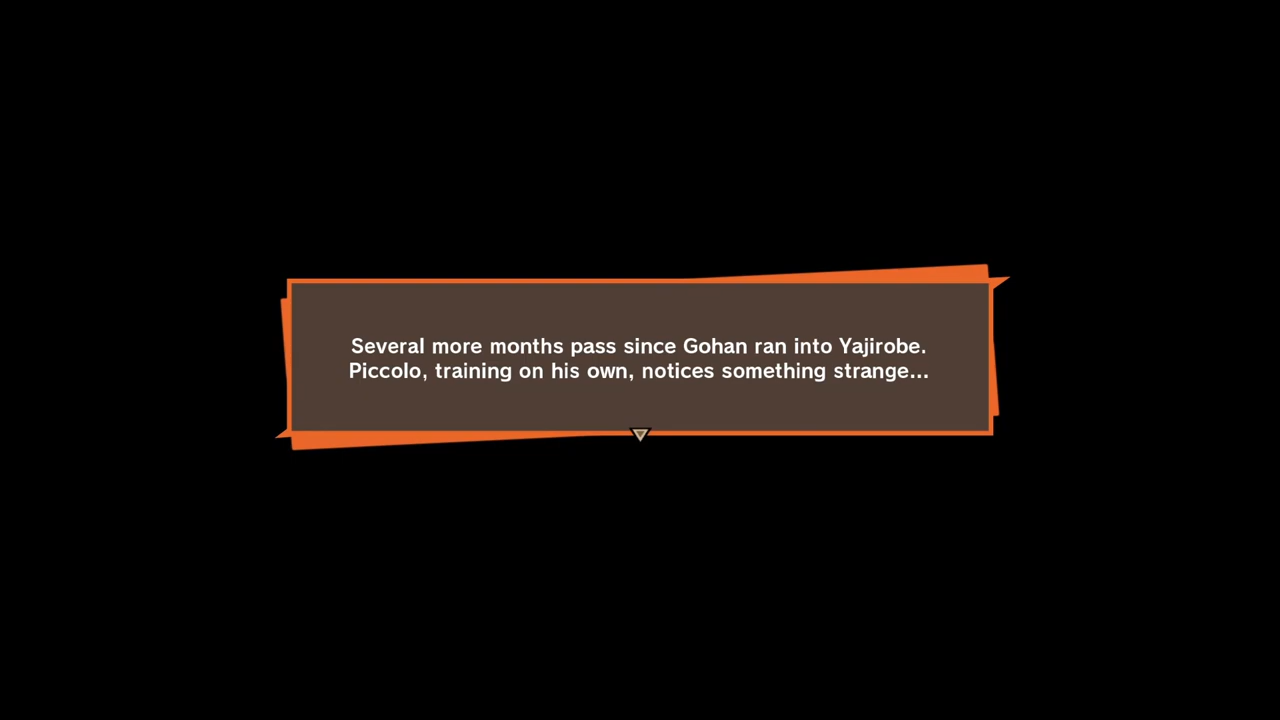 Several more months pass since Gohan ran into Yajirobe.
Piccolo, training on his own, notices something strange...